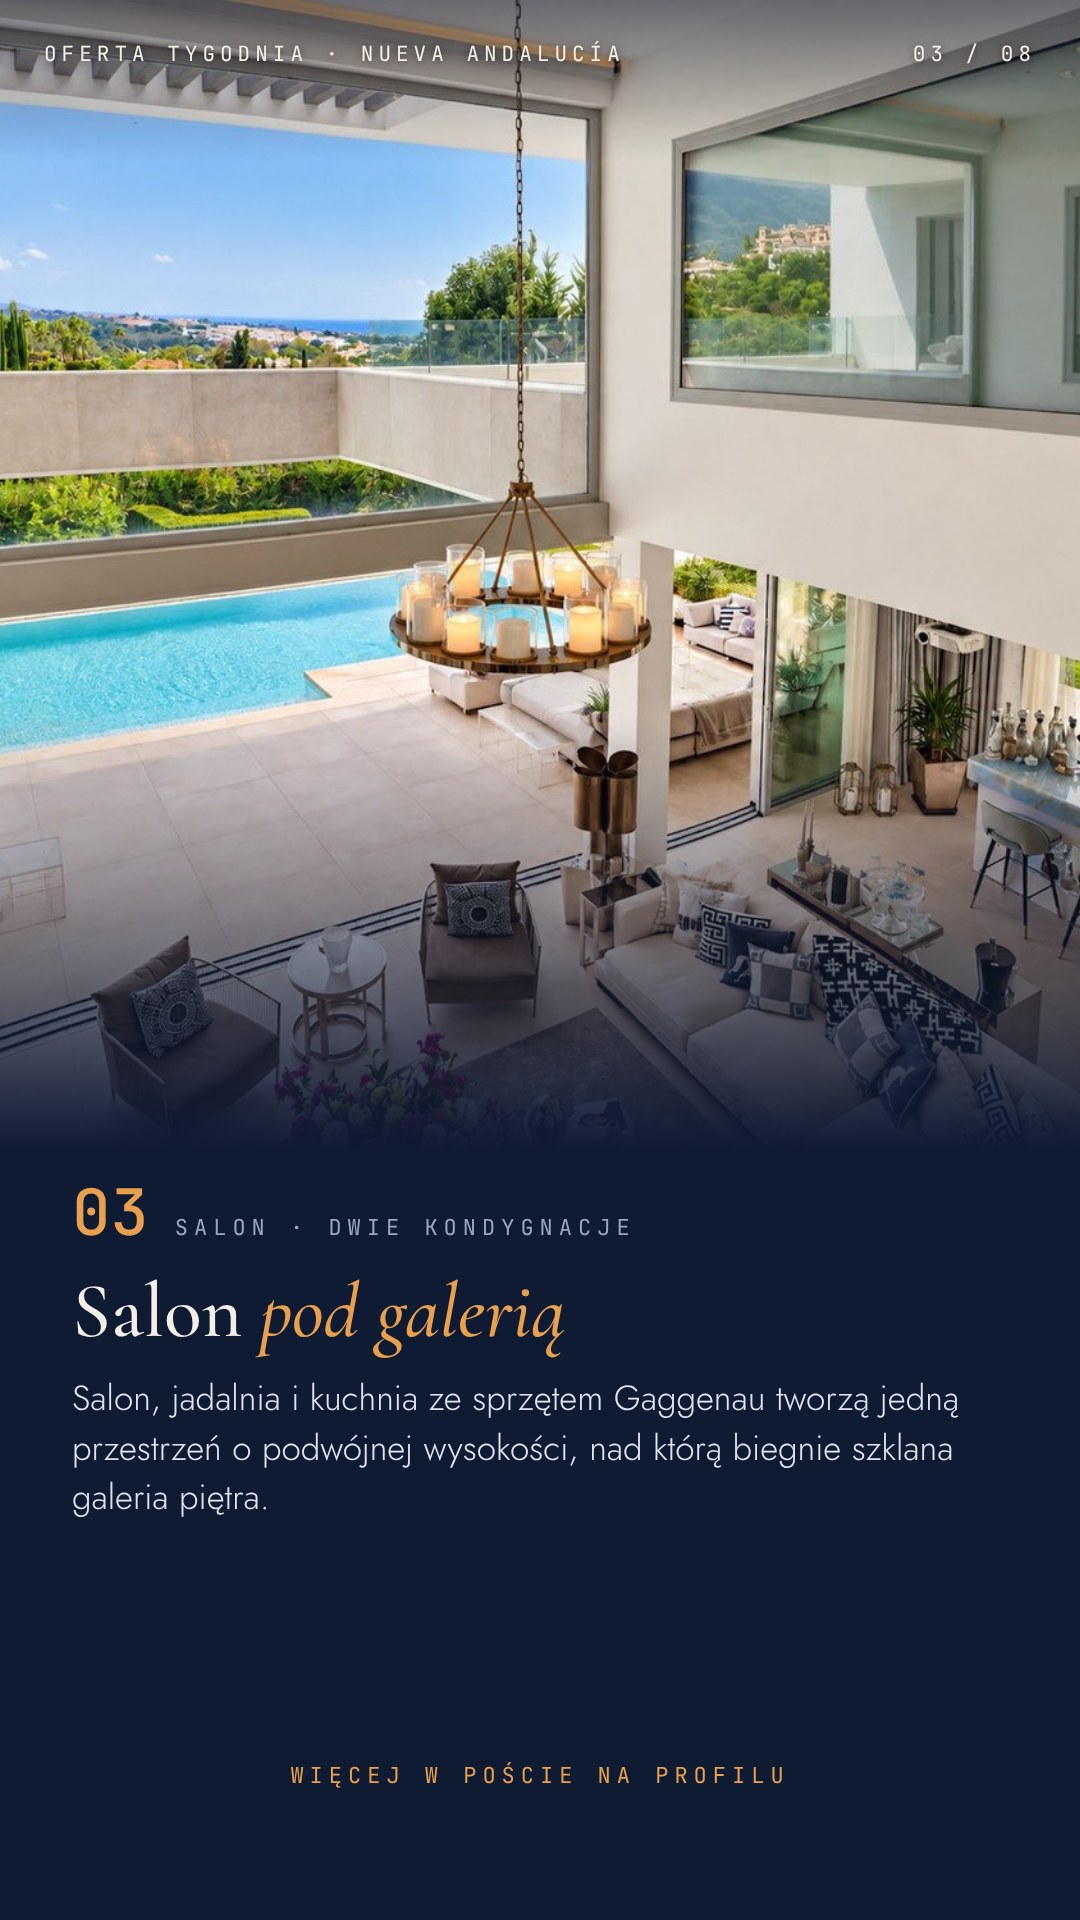 OFERTA TYGODNIA · NUEVA ANDALUCÍA
03 / 08
03 SALON · DWIE KONDYGNACJE
Salon pod galerią
Salon, jadalnia i kuchnia ze sprzętem Gaggenau tworzą jedną
przestrzeń o podwójnej wysokości, nad którą biegnie szklana
galeria piętra.
WIĘCEJ W POŚCIE NA PROFILU